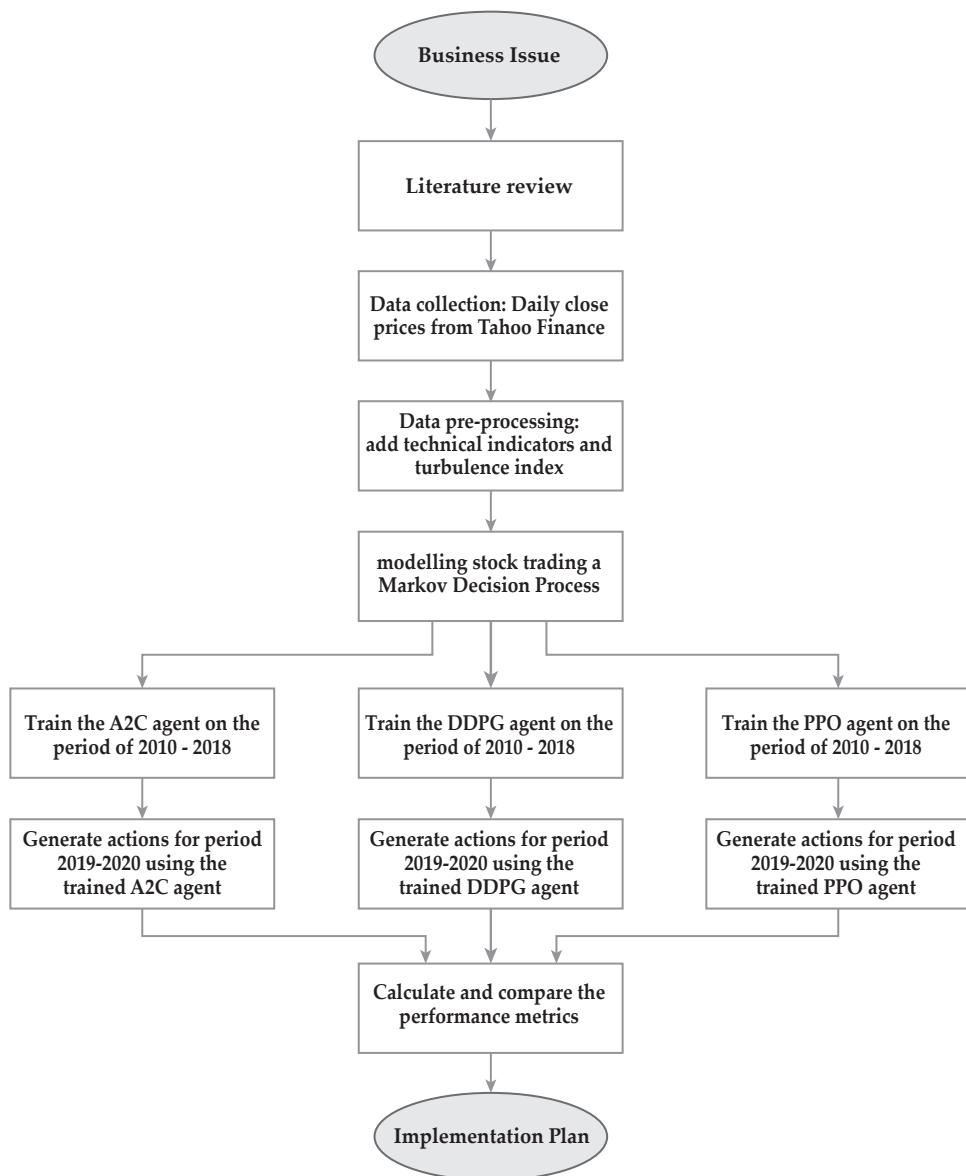 Business Issue
Literature review
Data collection: Daily close
prices from Tahoo Finance
Data pre-processing:
add technical indicators and
turbulence index
modelling stock trading a
Markov Decision Process
Train the A2C agent on the
period of 2010 - 2018
Train the DDPG agent on the
period of 2010 - 2018
Train the PPO agent on the
period of 2010 - 2018
Generate actions for period
2019-2020 using the
trained A2C agent
Generate actions for period
2019-2020 using the
trained DDPG agent
Generate actions for period
2019-2020 using the
trained PPO agent
Calculate and compare the
performance metrics
Implementation Plan